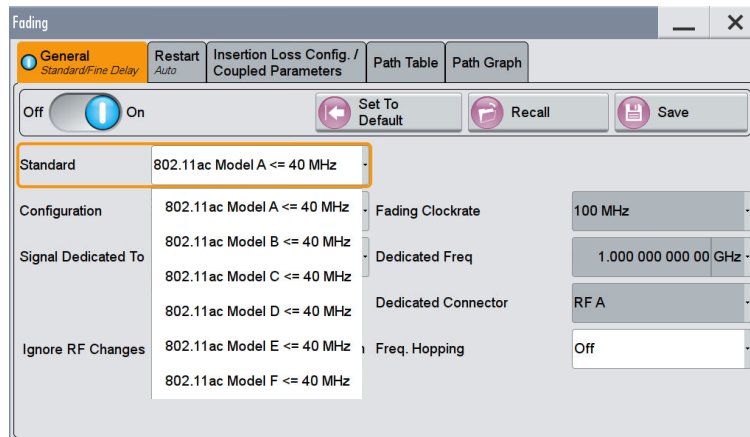 Fading
General
Standard/Fine Delay
Restart
Auto
Insertion Loss Config. /
Coupled Parameters
Path Table
Path Graph
Off
On
Set To
Default
Recall
Save
Standard
802.11ac Model A <= 40 MHz
Configuration
802.11ac Model A <= 40 MHz
Fading Clockrate
100 MHz
802.11ac Model B <= 40 MHz
Signal Dedicated To
Dedicated Freq
1.000 000 000 00 GHz
802.11ac Model C <= 40 MHz
802.11ac Model D <= 40 MHz
Dedicated Connector
RF A
Ignore RF Changes
802.11ac Model E <= 40 MHz
Freq. Hopping
Off
802.11ac Model F <= 40 MHz